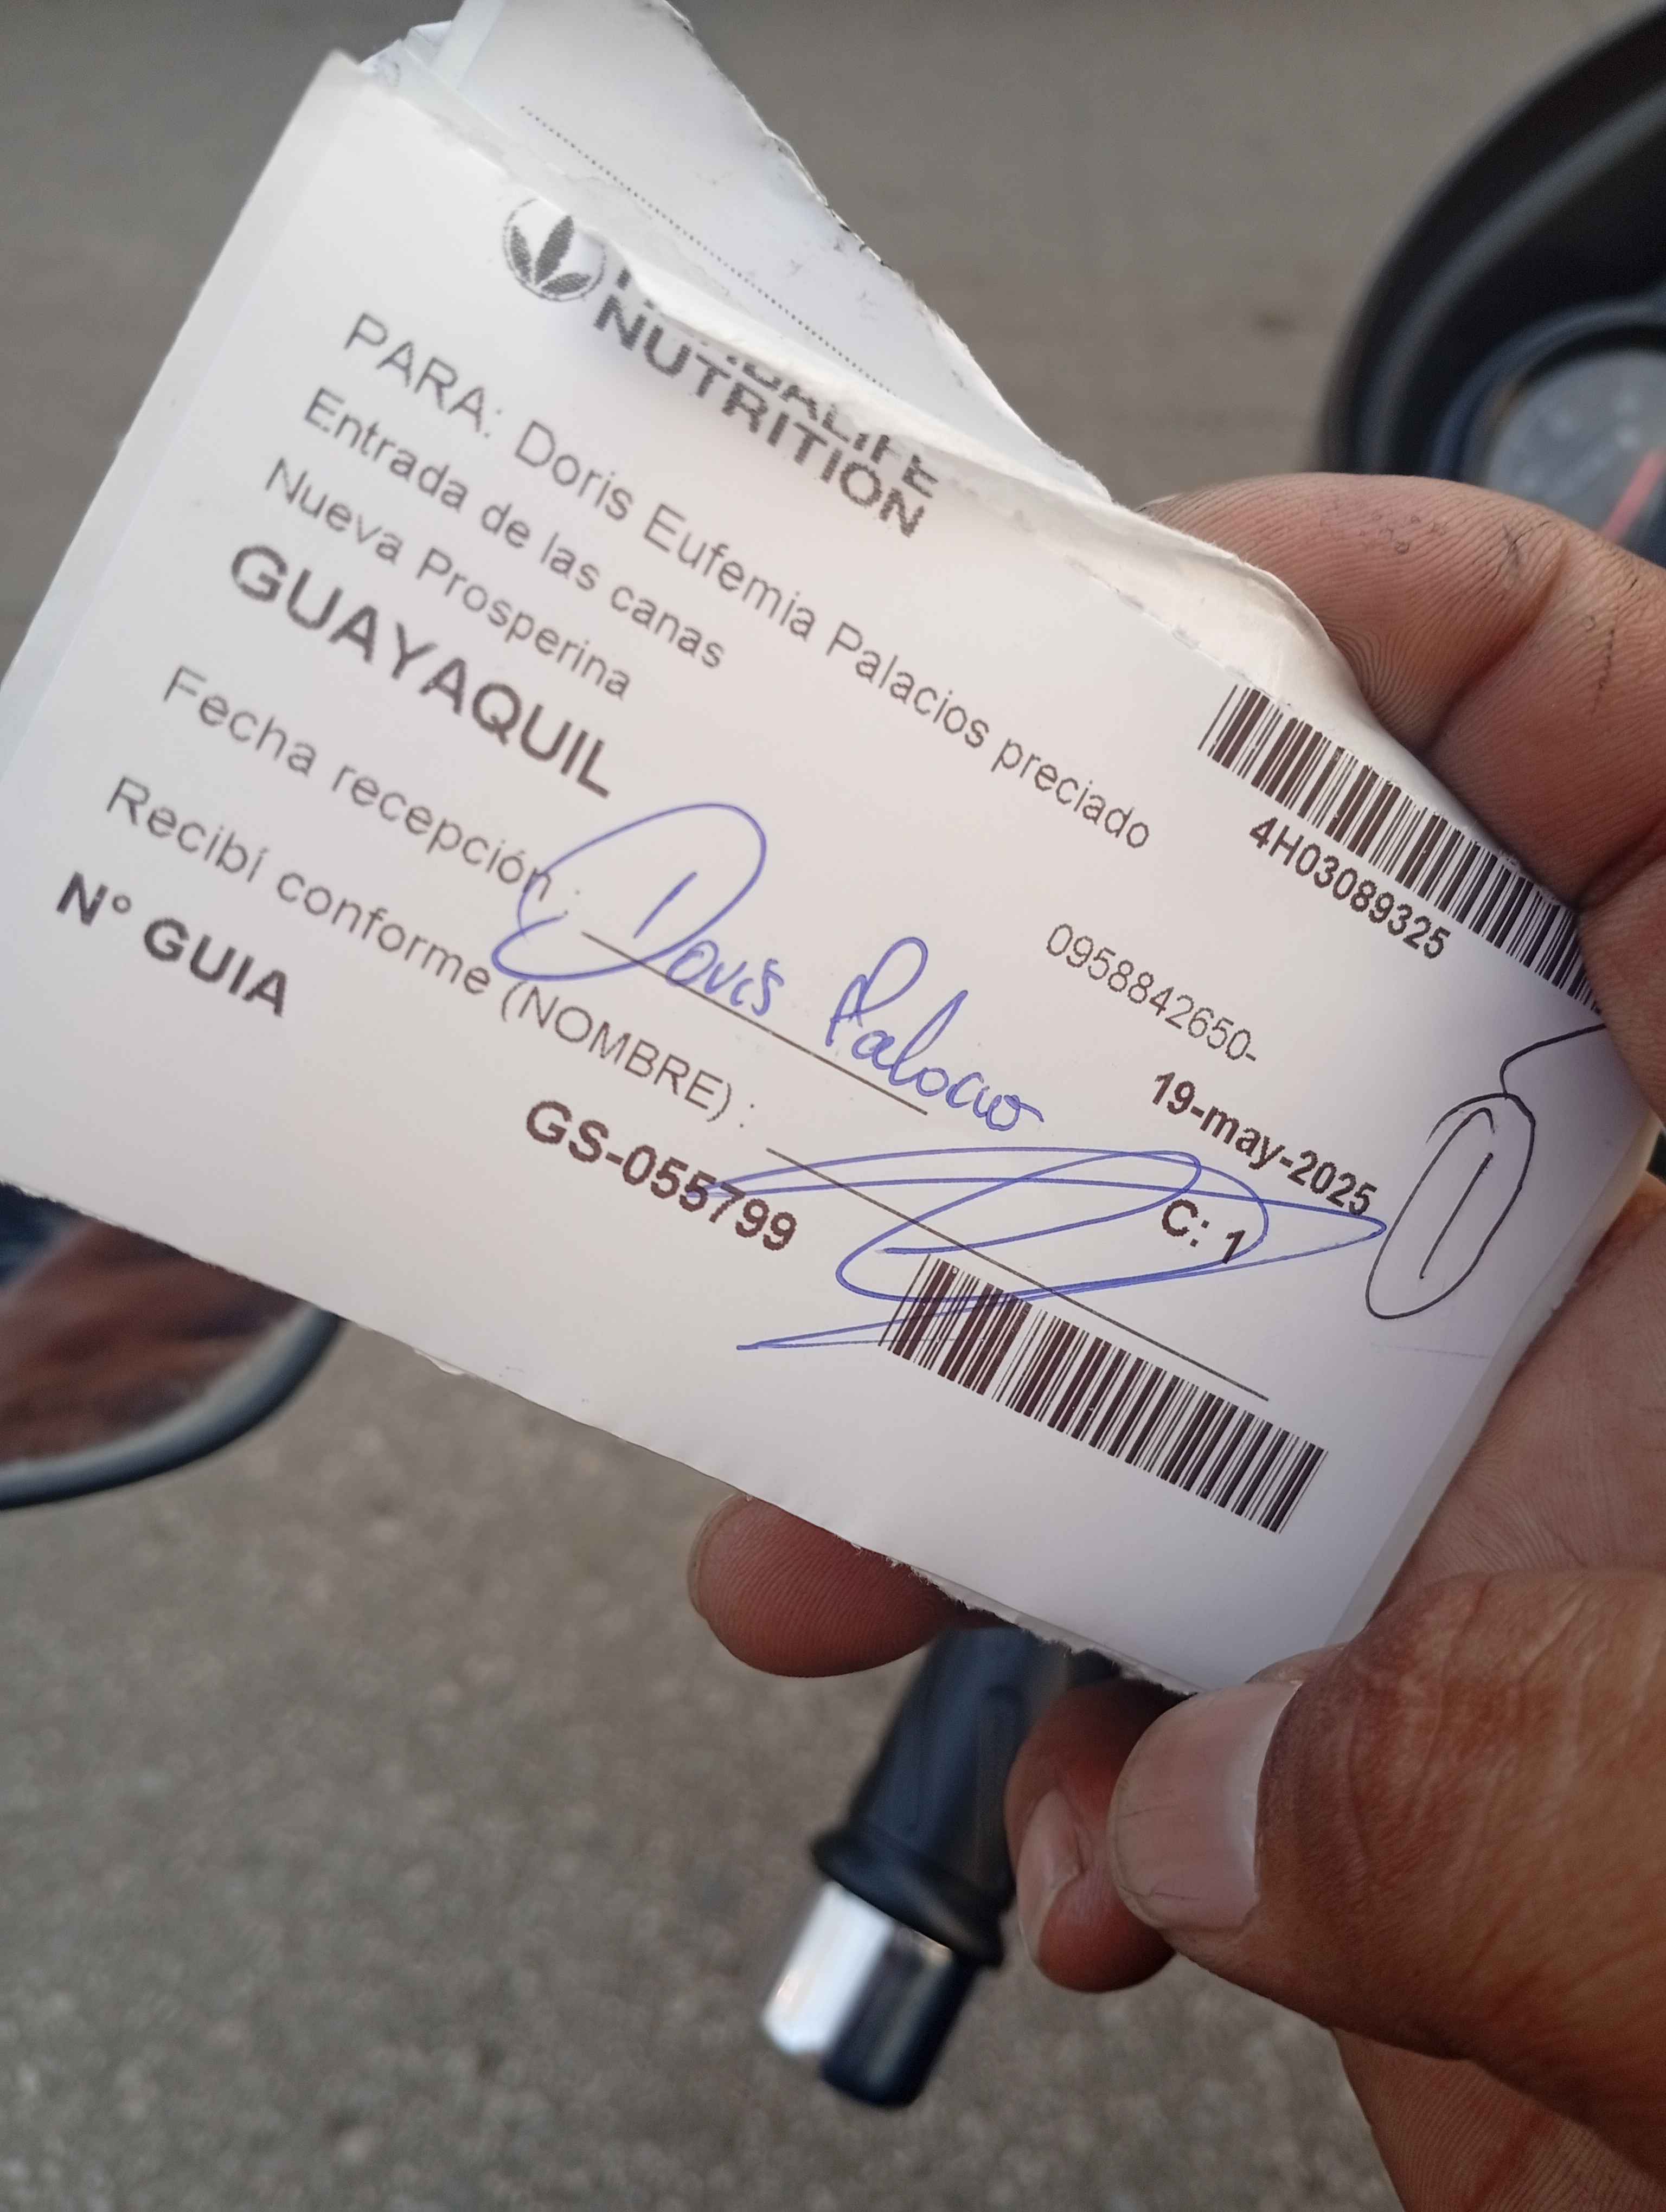 HERBALIFE
NUTRITION
4H03089325
PARA: Doris Eufemia Palacios preciado
Entrada de las canas
Nueva Prosperina
0958842650-
GUAYAQUIL
19-may-2025
Fecha recepción :
Doris Palacio
C: 1
Recibí conforme (NOMBRE) :
N° GUIA
GS-055799